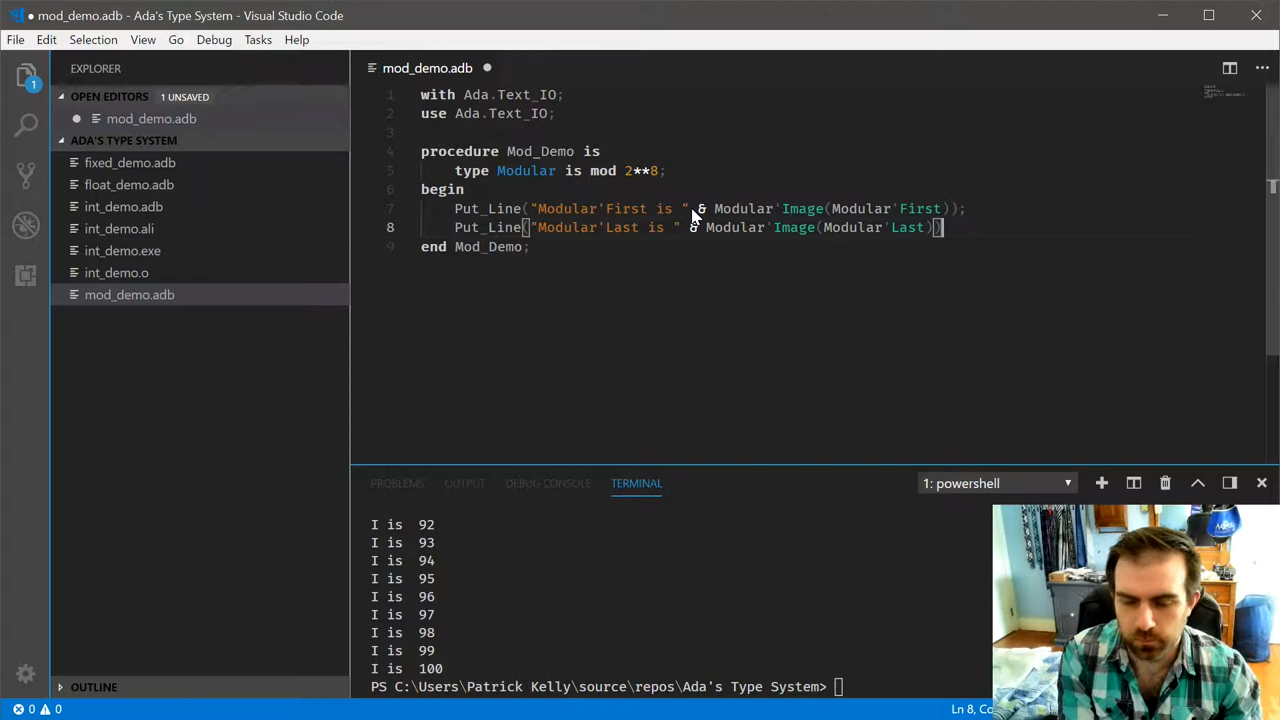 mod_demo.adb - Ada's Type System - Visual Studio Code
File Edit Selection View Go Debug Tasks Help
EXPLORER
mod_demo.adb
1
OPEN EDITORS 1 UNSAVED
mod_demo.adb
ADA'S TYPE SYSTEM
fixed_demo.adb
float_demo.adb
int_demo.adb
int_demo.ali
int_demo.exe
int_demo.o
mod_demo.adb
OUTLINE
1 with Ada.Text_IO;
2 use Ada.Text_IO;
3
4 procedure Mod_Demo is
5 type Modular is mod 2**8;
6 begin
7 Put_Line("Modular'First is " & Modular'Image(Modular'First));
8 Put_Line("Modular'Last is " & Modular'Image(Modular'Last))
9 end Mod_Demo;
PROBLEMS OUTPUT DEBUG CONSOLE TERMINAL 1: powershell
I is 92
I is 93
I is 94
I is 95
I is 96
I is 97
I is 98
I is 99
I is 100
PS C:\Users\Patrick Kelly\source\repos\Ada's Type System>
0 0 Ln 8,